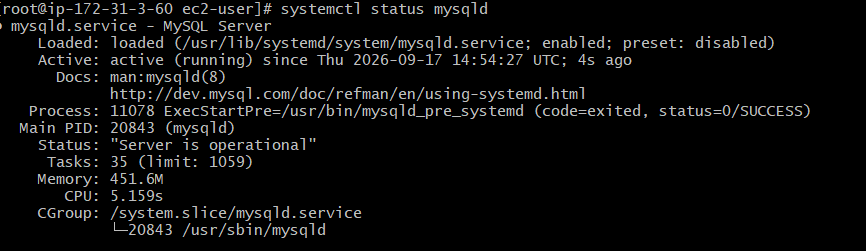 [root@ip-172-31-3-60 ec2-user]# systemctl status mysqld
mysqld.service - MySQL Server
Loaded: loaded (/usr/lib/systemd/system/mysqld.service; enabled; preset: disabled)
Active: active (running) since Thu 2026-09-17 14:54:27 UTC; 4s ago
Docs: man:mysqld(8)
http://dev.mysql.com/doc/refman/en/using-systemd.html
Process: 11078 ExecStartPre=/usr/bin/mysqld_pre_systemd (code=exited, status=0/SUCCESS)
Main PID: 20843 (mysqld)
Status: "Server is operational"
Tasks: 35 (limit: 1059)
Memory: 451.6M
CPU: 5.159s
CGroup: /system.slice/mysqld.service
└─20843 /usr/sbin/mysqld